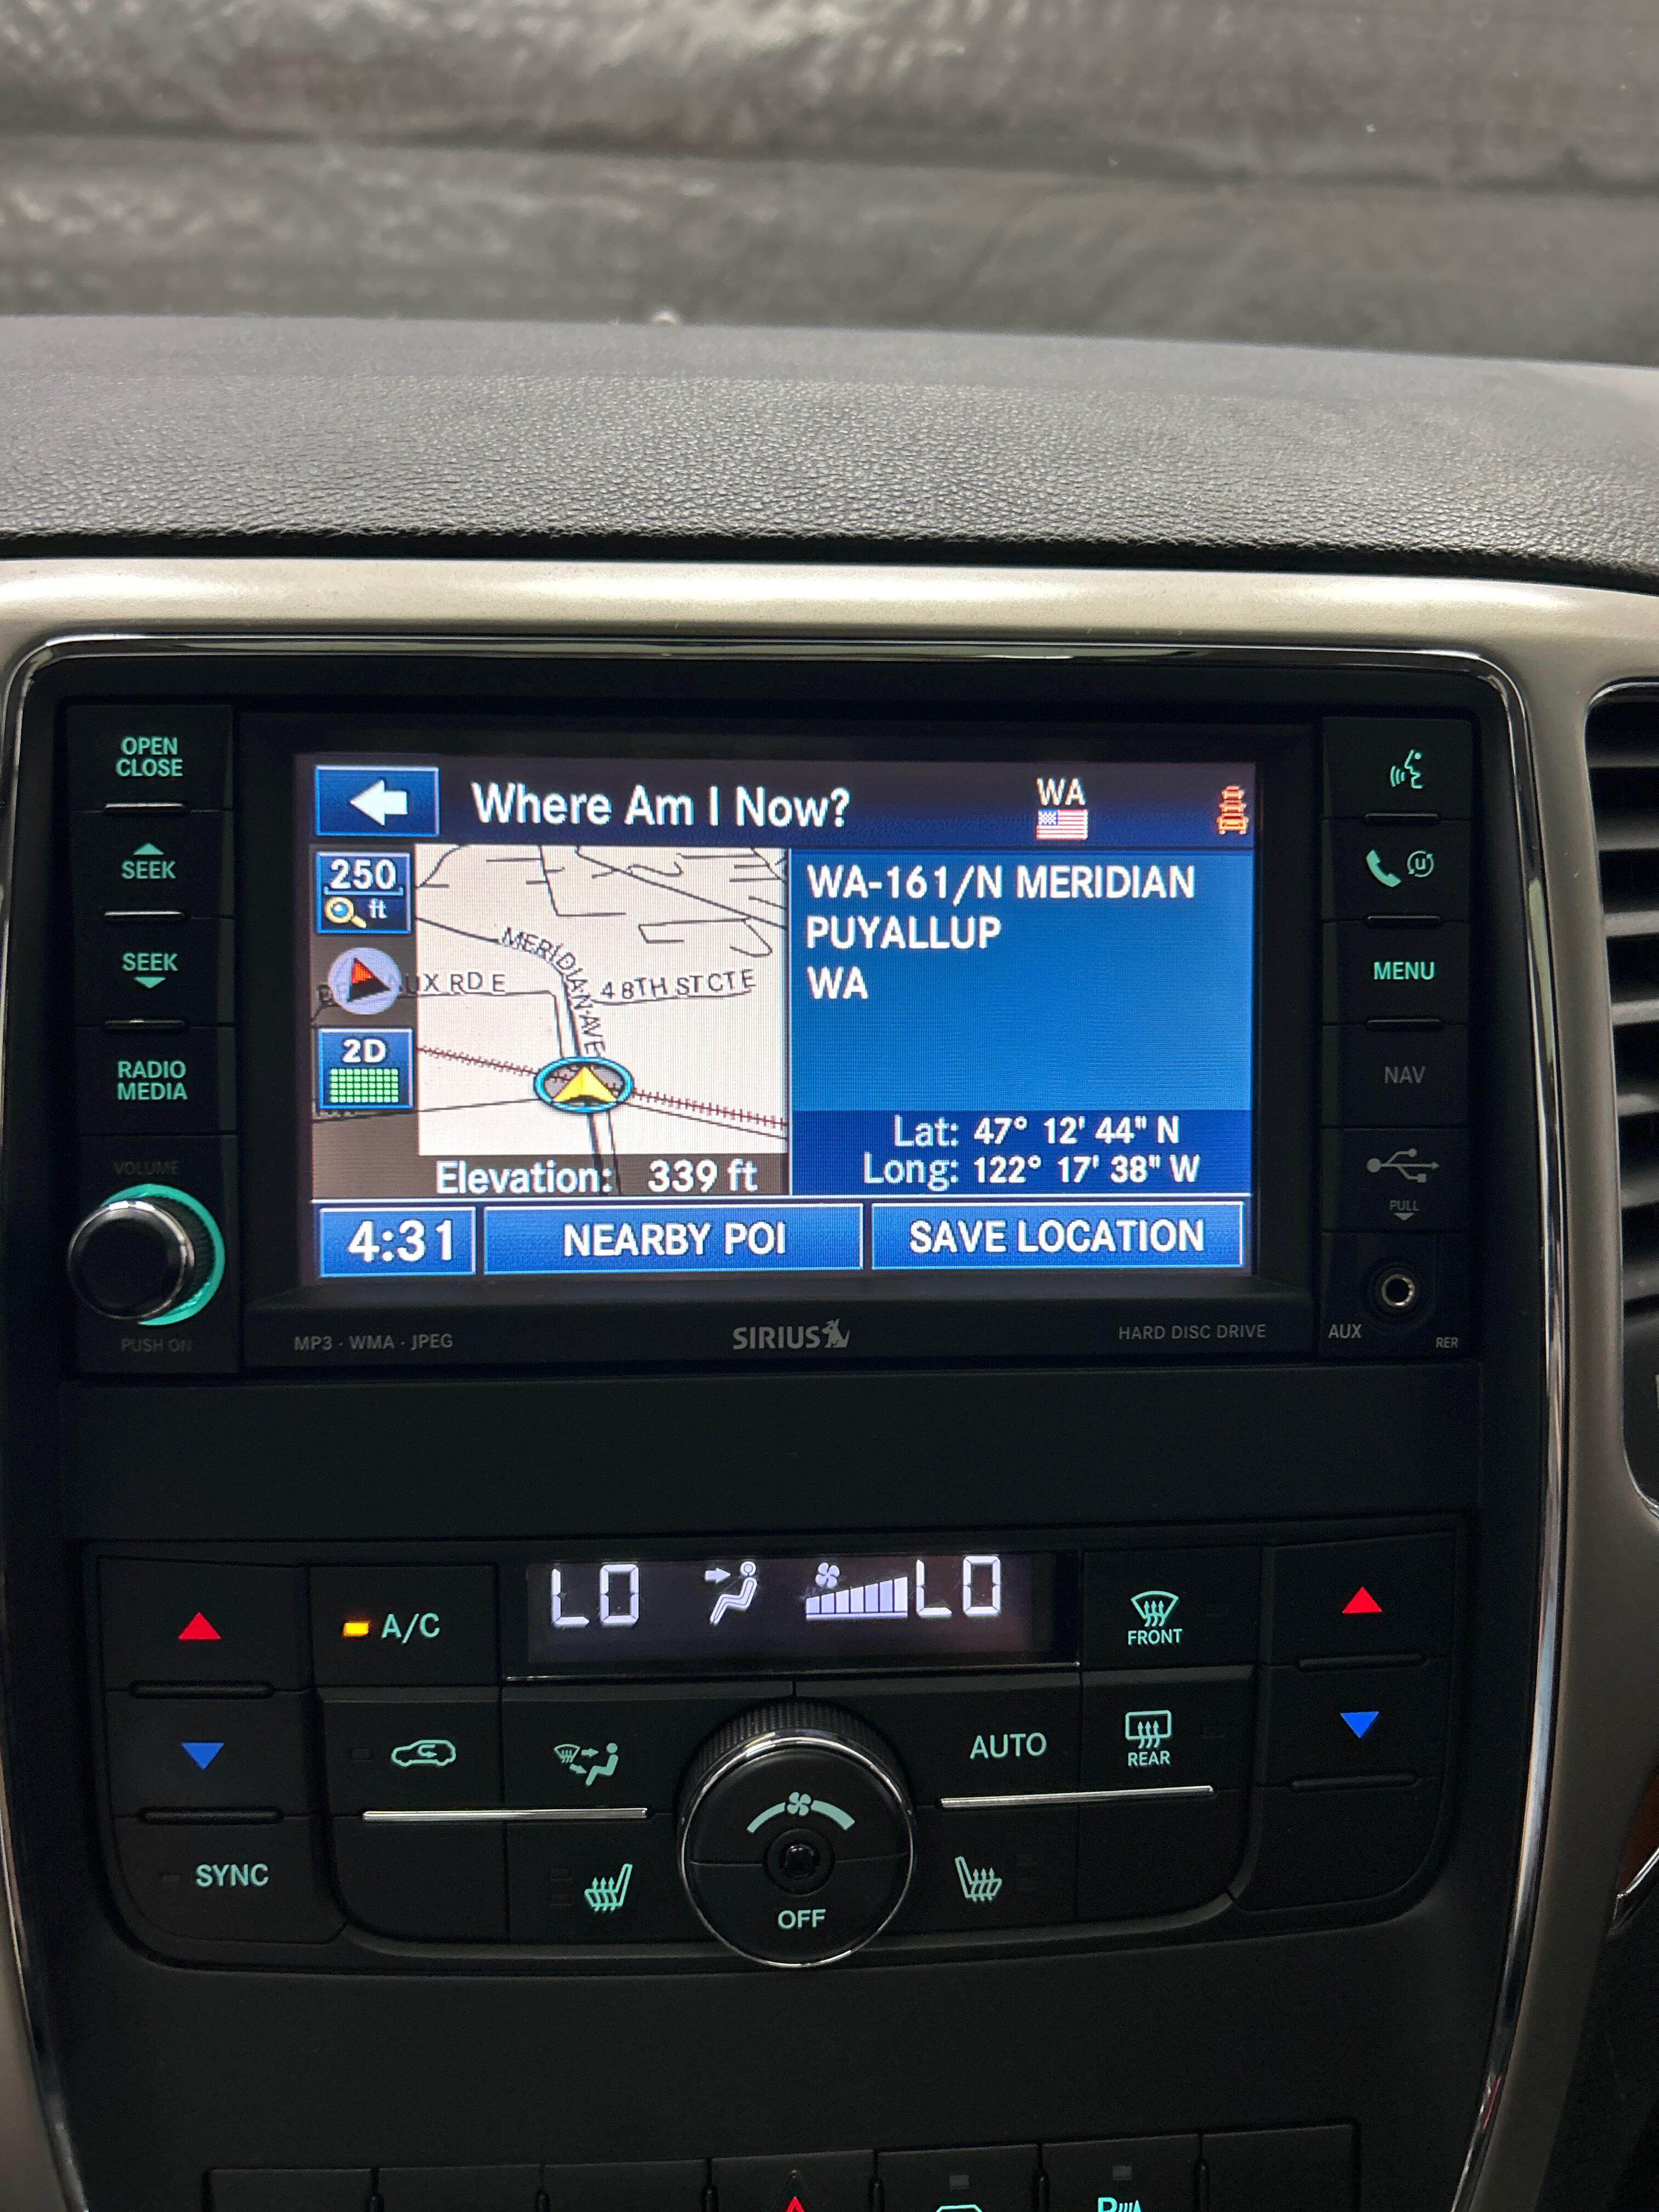 OPEN
CLOSE
SEEK
SEEK
RADIO
MEDIA
VOLUME
PUSH ON
Where Am I Now?
WA
250
ft
MERIDIAN AVE
UX RD E
48TH ST CT E
2D
Elevation: 339 ft
WA-161/N MERIDIAN
PUYALLUP
WA
Lat: 47° 12' 44" N
Long: 122° 17' 38" W
4:31
NEARBY POI
SAVE LOCATION
MENU
NAV
PULL
AUX
RER
MP3 · WMA · JPEG
SIRIUS
HARD DISC DRIVE
A/C
LO
LO
FRONT
AUTO
REAR
SYNC
OFF